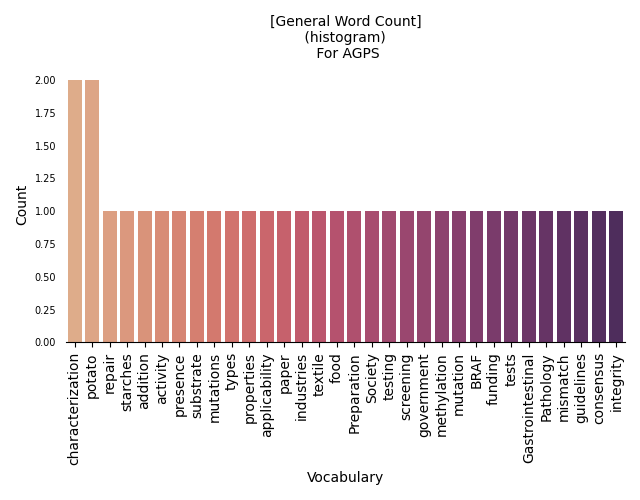 [General Word Count]
(histogram)
For AGPS
2.00
1.75
1.50
1.25
1.00
0.75
0.50
0.25
0.00
Count
characterization
potato
repair
starches
addition
activity
presence
substrate
mutations
types
properties
applicability
paper
industries
textile
food
Preparation
Society
testing
screening
government
methylation
mutation
BRAF
funding
tests
Gastrointestinal
Pathology
mismatch
guidelines
consensus
integrity
Vocabulary